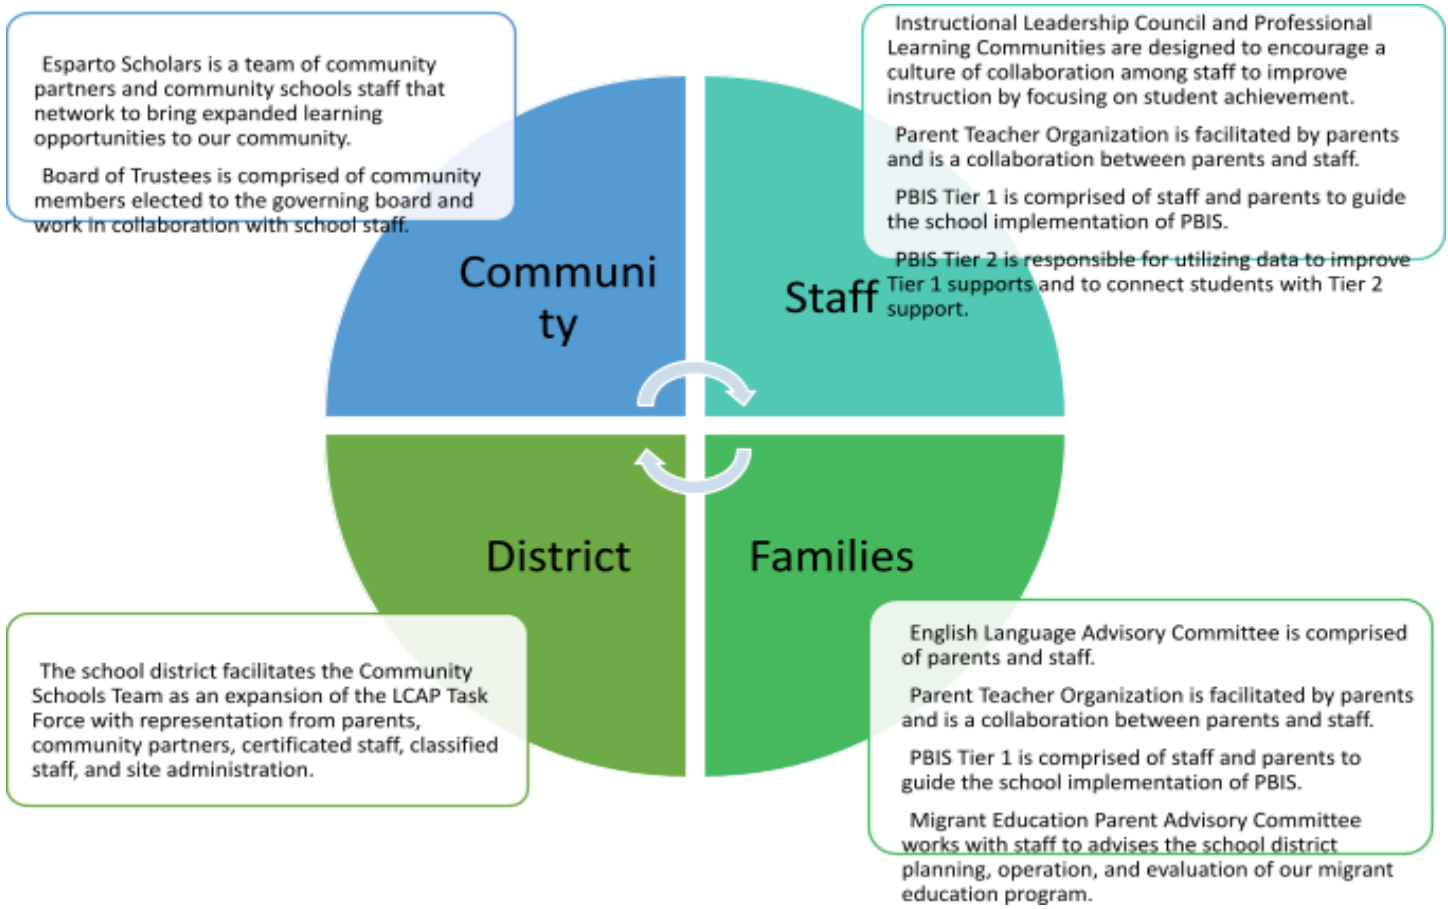 Esparto Scholars is a team of community
partners and community schools staff that
network to bring expanded learning
opportunities to our community.
Board of Trustees is comprised of community
members elected to the governing board and
work in collaboration with school staff.
Instructional Leadership Council and Professional
Learning Communities are designed to encourage a
culture of collaboration among staff to improve
instruction by focusing on student achievement.
Parent Teacher Organization is facilitated by parents
and is a collaboration between parents and staff.
PBIS Tier 1 is comprised of staff and parents to guide
the school implementation of PBIS.
PBIS Tier 2 is responsible for utilizing data to improve
Tier 1 supports and to connect students with Tier 2
support.
Communi
ty
Staff
District
Families
The school district facilitates the Community
Schools Team as an expansion of the LCAP Task
Force with representation from parents,
community partners, certificated staff, classified
staff, and site administration.
English Language Advisory Committee is comprised
of parents and staff.
Parent Teacher Organization is facilitated by parents
and is a collaboration between parents and staff.
PBIS Tier 1 is comprised of staff and parents to
guide the school implementation of PBIS.
Migrant Education Parent Advisory Committee
works with staff to advises the school district
planning, operation, and evaluation of our migrant
education program.